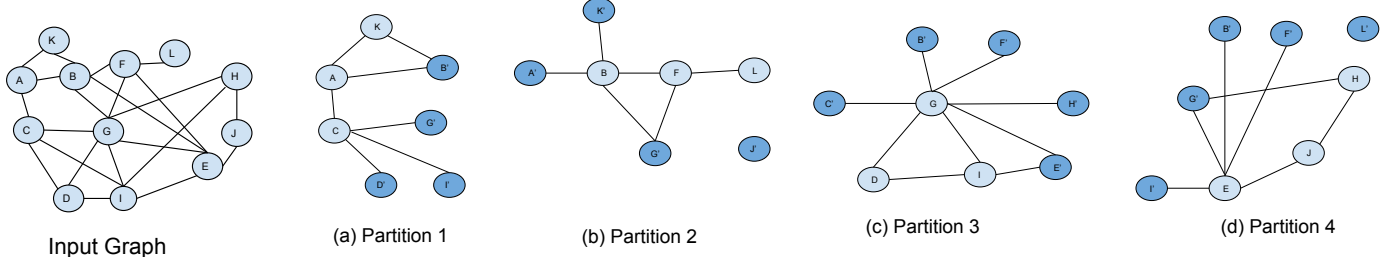 K
A
B
F
L
H
C
G
J
E
D
I
Input Graph
K
A
B'
C
G'
D'
I'
(a) Partition 1
K'
A'
B
F
L
G'
J'
(b) Partition 2
B'
F'
C'
G
H'
D
I
E'
(c) Partition 3
B'
F'
L'
G'
H
J
I'
E
(d) Partition 4